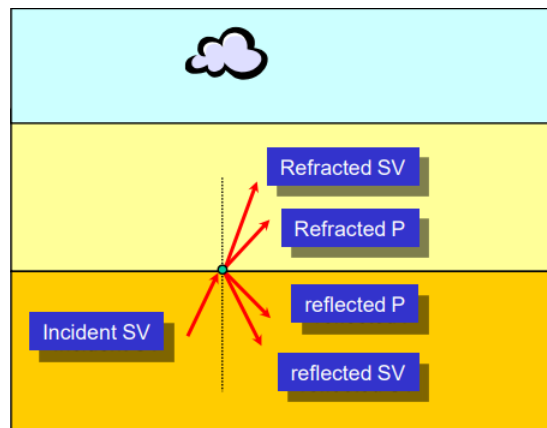 Refracted SV
Refracted P
reflected P
Incident SV
reflected SV